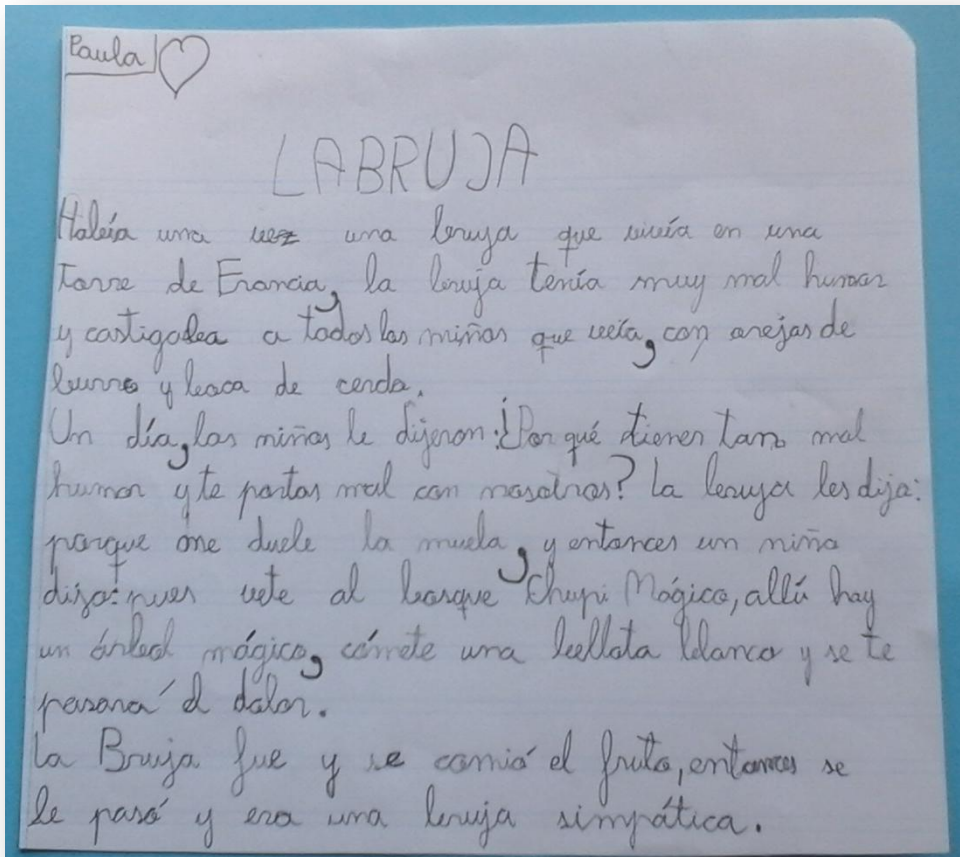 Paula
LA BRUJA
Había una vez una bruja que vivía en una
torre de Francia, la bruja tenía muy mal humor
y castigaba a todos los niños que veía, con orejas de
burro y boca de cerdo.
Un día, los niños le dijeron: ¿Por qué tienes tan mal
humor y te portas mal con nosotros? La bruja les dijo:
porque me duele la muela, y entonces un niño
dijo: pues vete al bosque Chupi Mágico, allí hay
un árbol mágico, cómete una bellota blanca y se te
pasará el dolor.
La Bruja fue y se comió el fruto, entonces se
le pasó y era una bruja simpática.